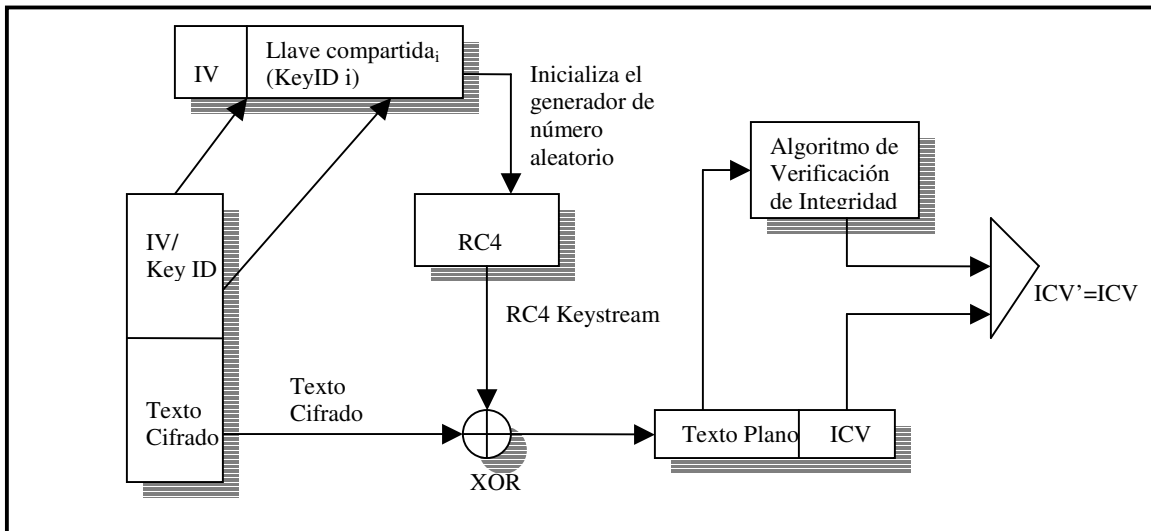 IV
Llave compartidaᵢ
(KeyID i)
Inicializa el
generador de
número
aleatorio
Algoritmo de
Verificación
de Integridad
IV/
Key ID
RC4
ICV’=ICV
RC4 Keystream
Texto
Cifrado
Texto
Cifrado
Texto Plano
ICV
XOR